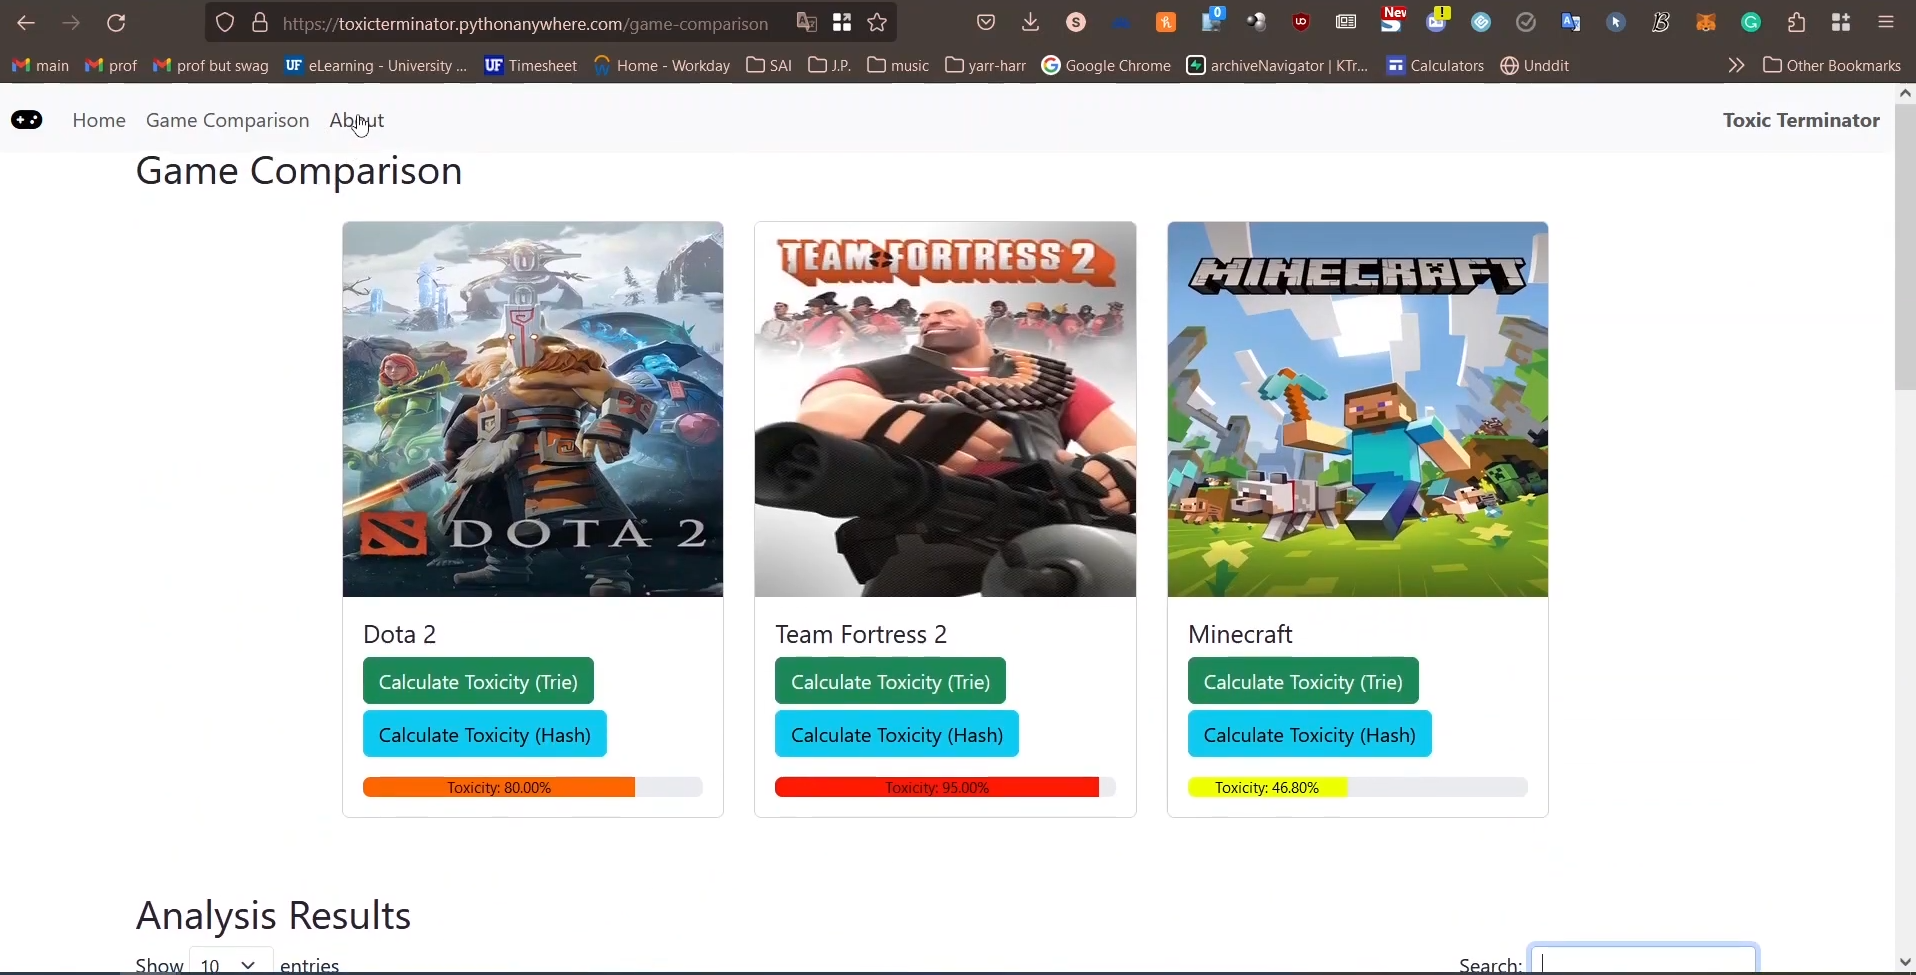 https://toxicterminator.pythonanywhere.com/game-comparison
New
0
!
main prof prof but swag UF eLearning - University ... UF Timesheet Home - Workday SAI J.P. music yarr-harr Google Chrome archiveNavigator | KTr... Calculators Unddit Other Bookmarks
Home Game Comparison About Toxic Terminator
Game Comparison
DOTA 2
TEAM FORTRESS 2
MINECRAFT
Dota 2
Calculate Toxicity (Trie)
Calculate Toxicity (Hash)
Toxicity: 80.00%
Team Fortress 2
Calculate Toxicity (Trie)
Calculate Toxicity (Hash)
Toxicity: 95.00%
Minecraft
Calculate Toxicity (Trie)
Calculate Toxicity (Hash)
Toxicity: 46.80%
Analysis Results
Show 10 entries Search: